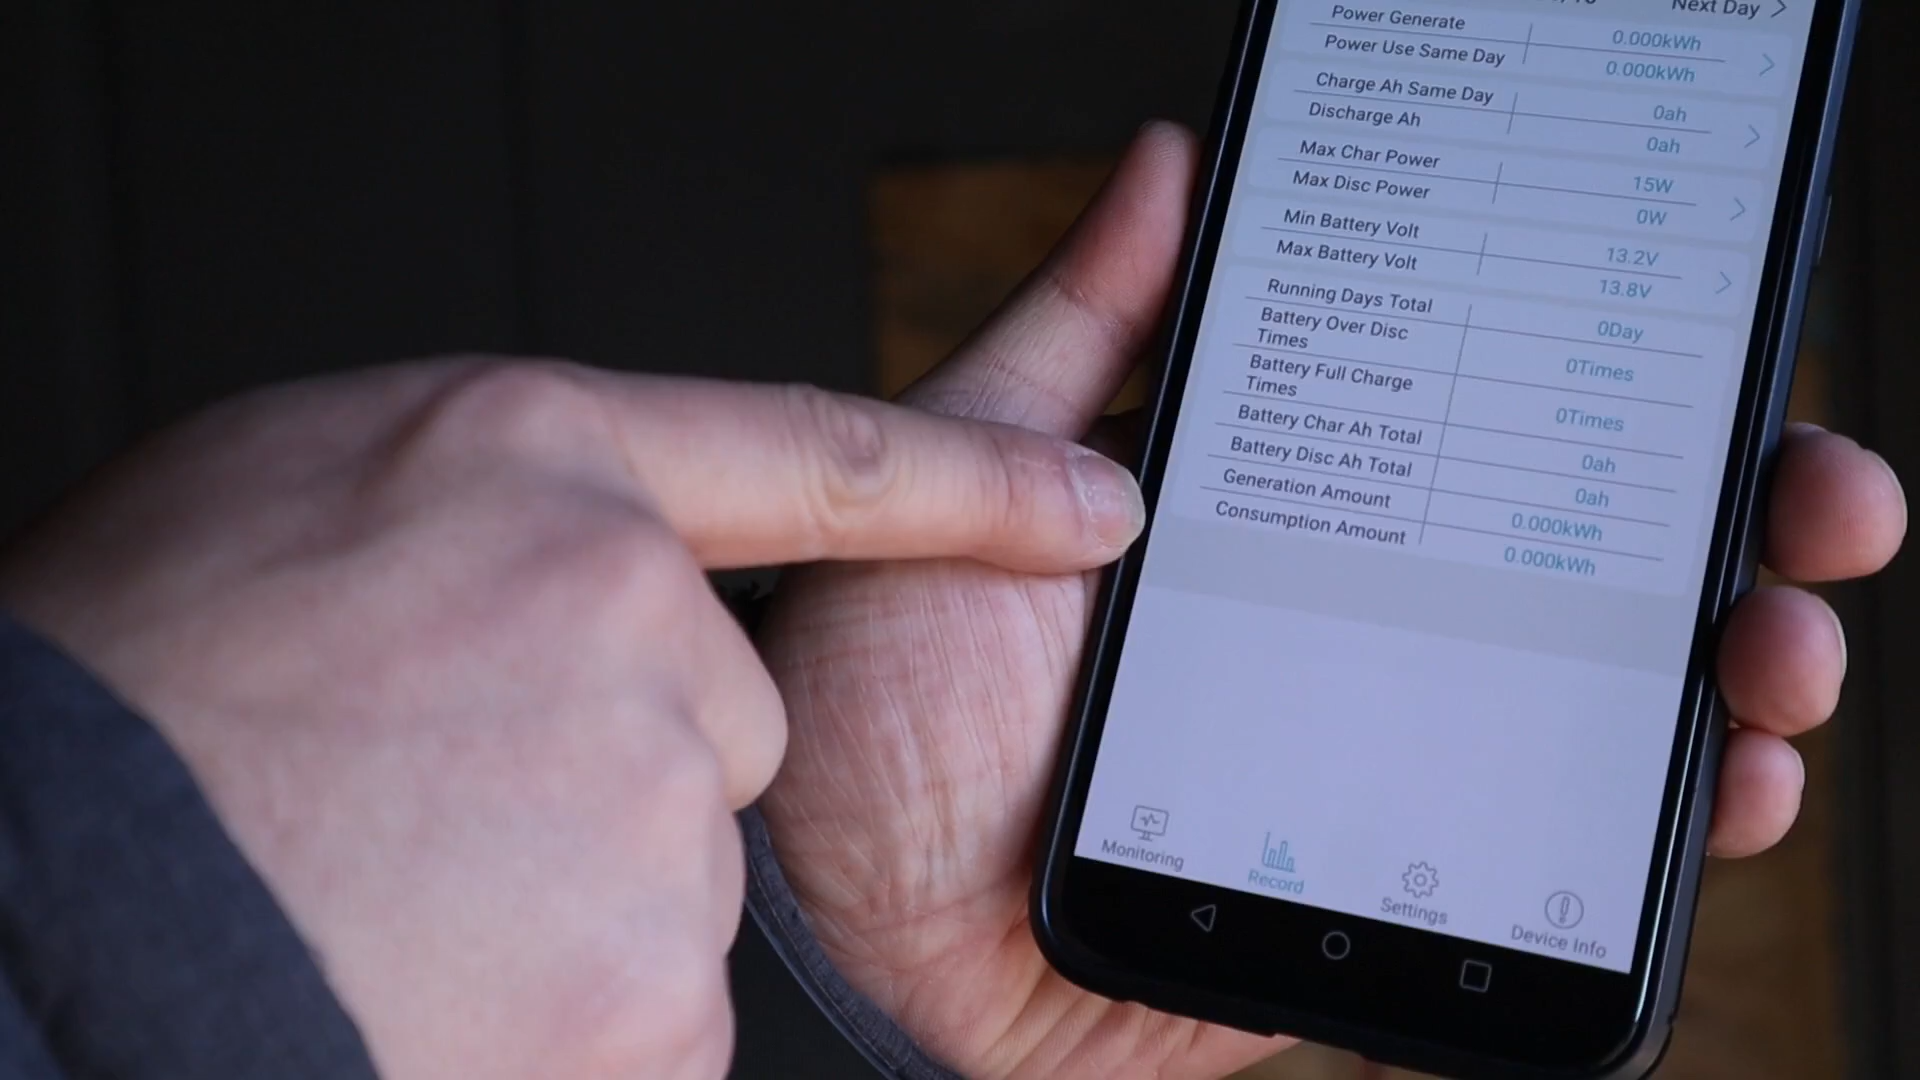 Next Day
Power Generate 0.000kWh
Power Use Same Day 0.000kWh
Charge Ah Same Day 0ah
Discharge Ah 0ah
Max Char Power 15W
Max Disc Power 0W
Min Battery Volt 13.2V
Max Battery Volt 13.8V
Running Days Total 0Day
Battery Over Disc
Times 0Times
Battery Full Charge
Times 0Times
Battery Char Ah Total 0ah
Battery Disc Ah Total 0ah
Generation Amount 0.000kWh
Consumption Amount 0.000kWh
Monitoring Record Settings Device Info